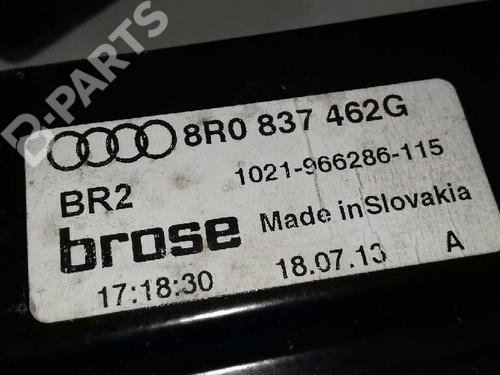 D-PARTS
8R0 837 462G
1021-966286-115
BR2
brose
Made in Slovakia
17:18:30 18.07.13 A